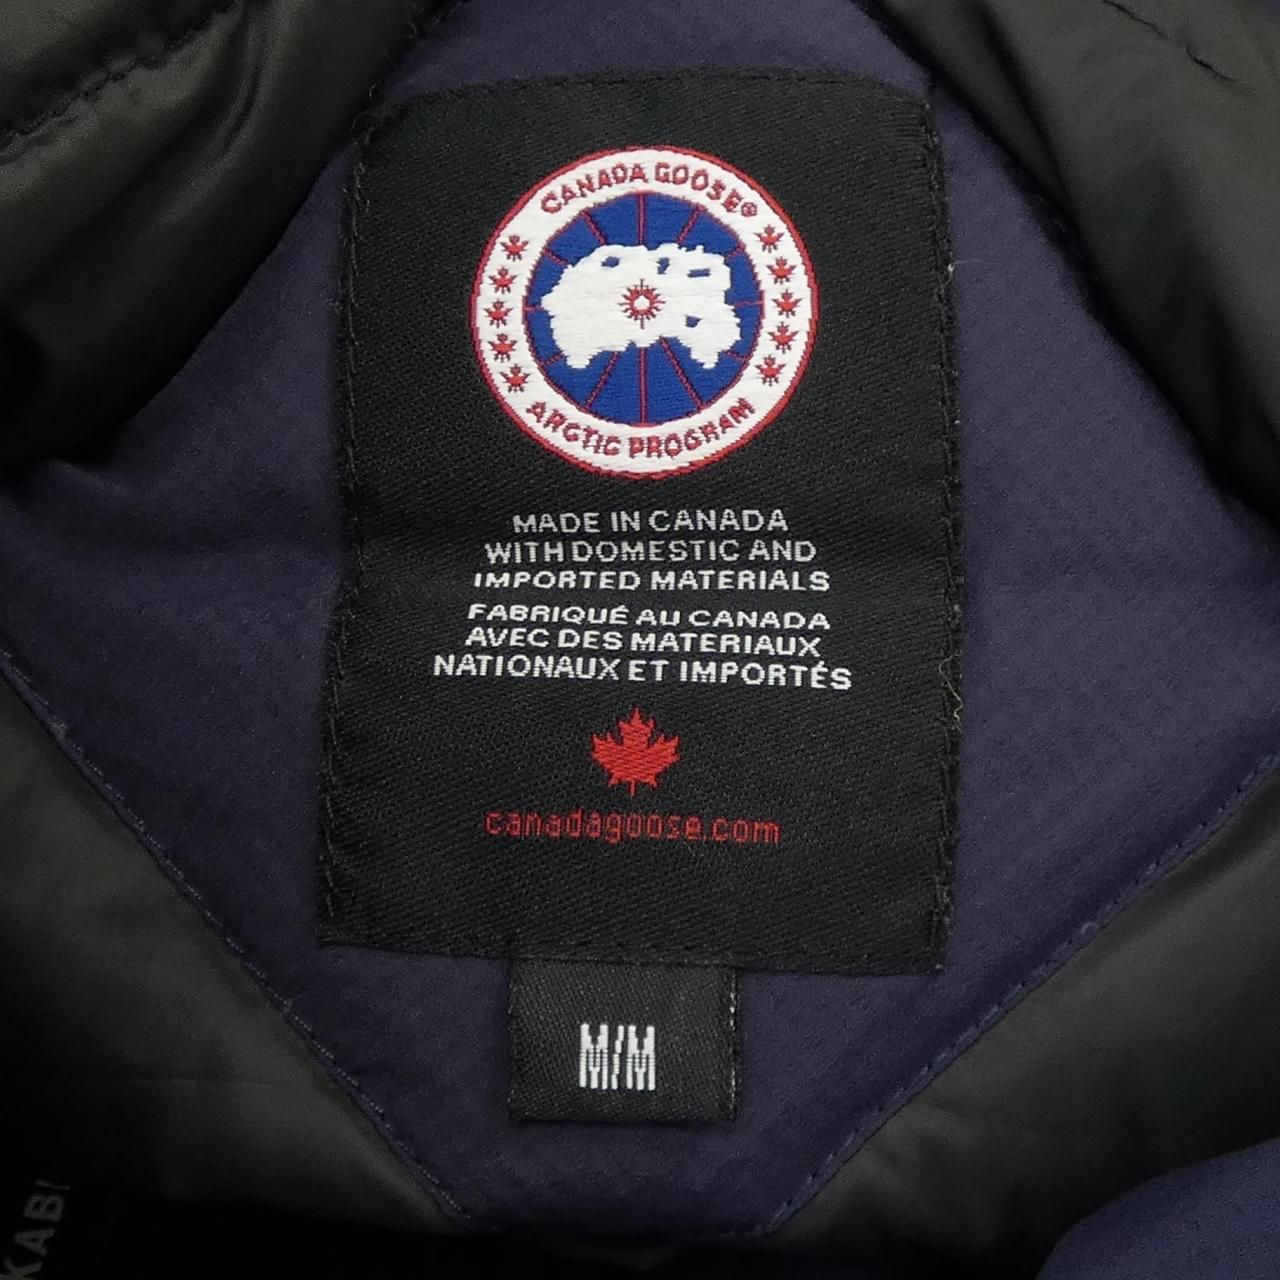 CANADA GOOSE®
ARCTIC PROGRAM
MADE IN CANADA
WITH DOMESTIC AND
IMPORTED MATERIALS
FABRIQUÉ AU CANADA
AVEC DES MATERIAUX
NATIONAUX ET IMPORTÉS
canadagoose.com
M/M